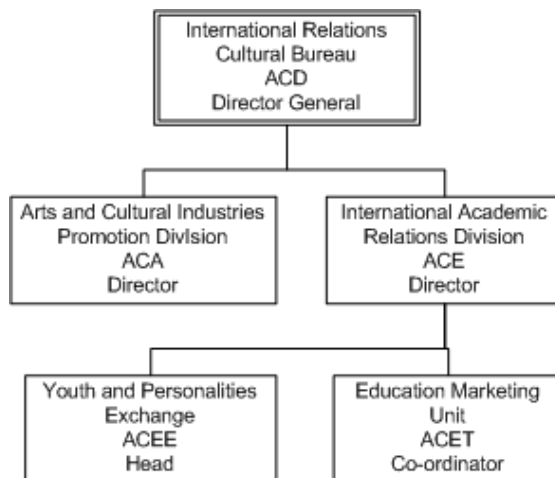 International Relations
Cultural Bureau
ACD
Director General
Arts and Cultural Industries
Promotion DivIsion
ACA
Director
International Academic
Relations Division
ACE
Director
Youth and Personalities
Exchange
ACEE
Head
Education Marketing
Unit
ACET
Co-ordinator